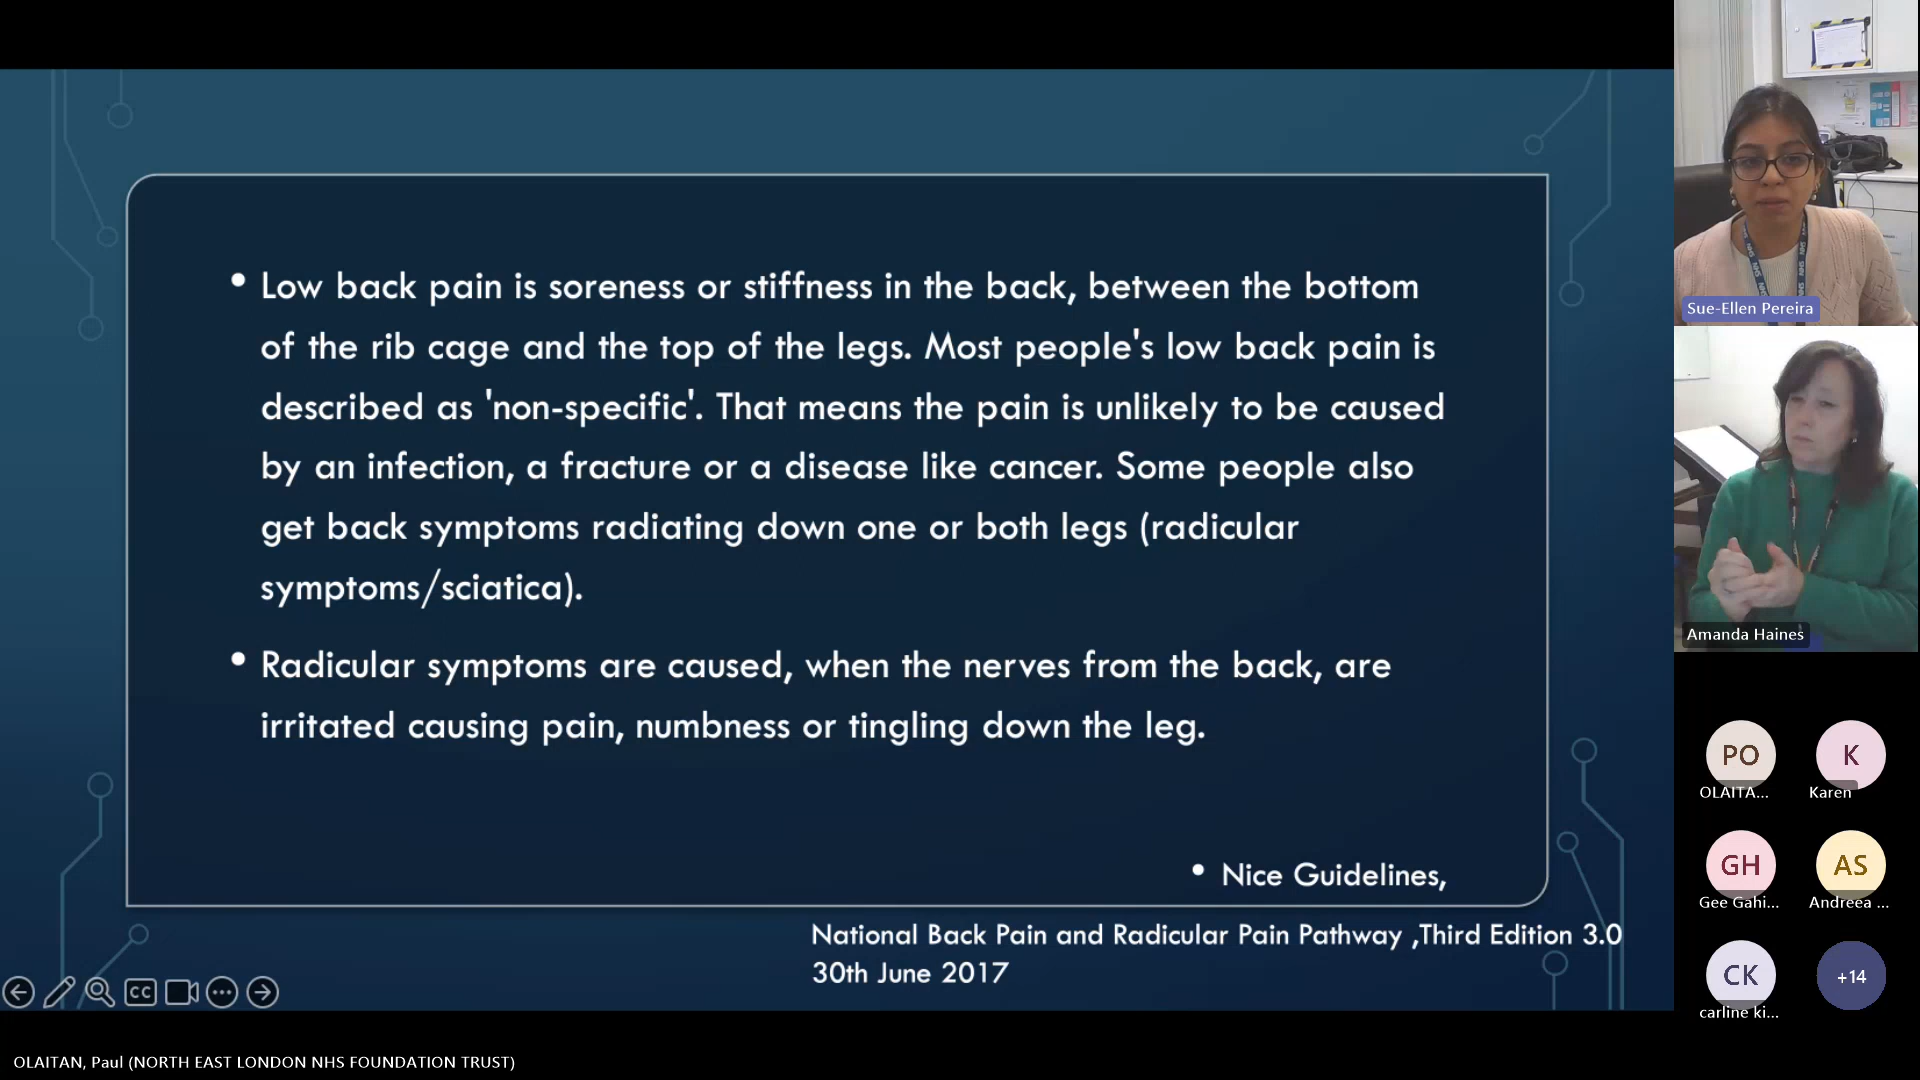 • Low back pain is soreness or stiffness in the back, between the bottom
of the rib cage and the top of the legs. Most people's low back pain is
described as 'non-specific'. That means the pain is unlikely to be caused
by an infection, a fracture or a disease like cancer. Some people also
get back symptoms radiating down one or both legs (radicular
symptoms/sciatica).
• Radicular symptoms are caused, when the nerves from the back, are
irritated causing pain, numbness or tingling down the leg.
• Nice Guidelines,
National Back Pain and Radicular Pain Pathway ,Third Edition 3.0
30th June 2017
CC
OLAITAN, Paul (NORTH EAST LONDON NHS FOUNDATION TRUST)
NHS
NHS
Sue-Ellen Pereira
Amanda Haines
PO
OLAITA...
K
Karen
GH
Gee Gahi...
AS
Andreea ...
CK
carline ki...
+14